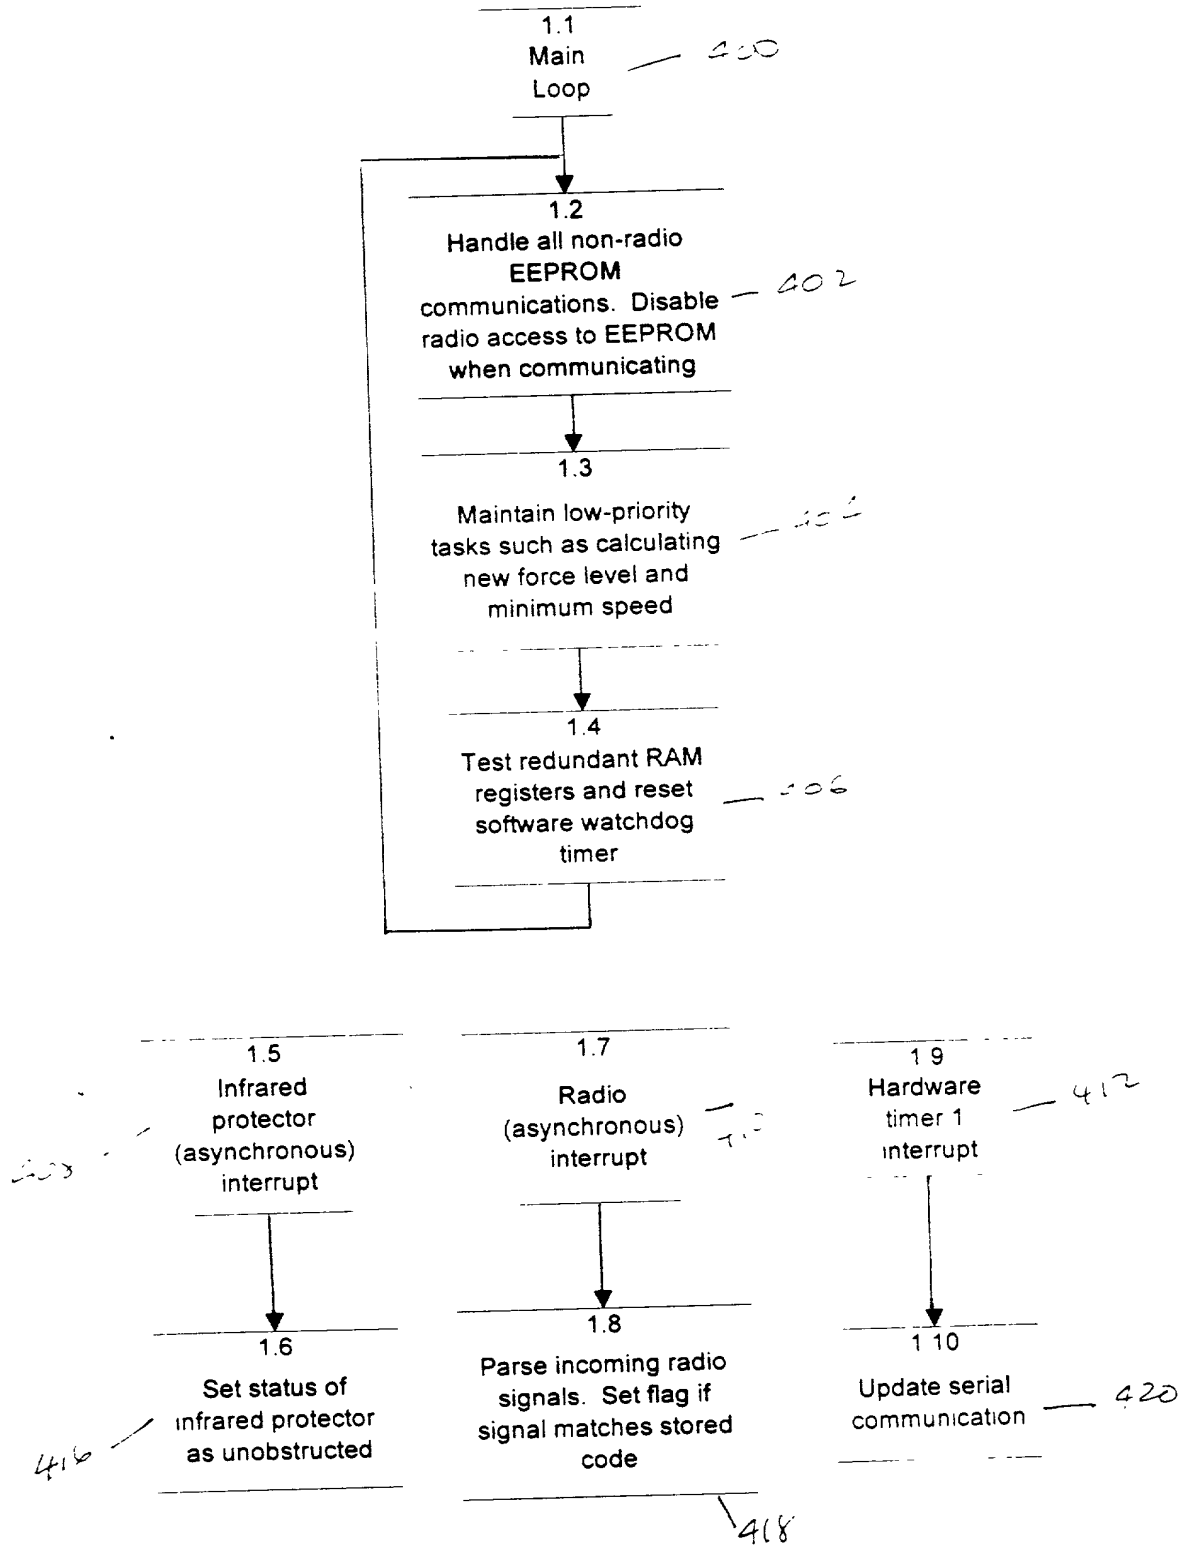 1.1
Main
Loop
400
1.2
Handle all non-radio
EEPROM
communications. Disable
radio access to EEPROM
when communicating
402
1.3
Maintain low-priority
tasks such as calculating
new force level and
minimum speed
1.4
Test redundant RAM
registers and reset
software watchdog
timer
1.5
Infrared
protector
(asynchronous)
interrupt
1.7
Radio
(asynchronous)
interrupt
1 9
Hardware
timer 1
interrupt
412
1.6
Set status of
infrared protector
as unobstructed
416
1.8
Parse incoming radio
signals. Set flag if
signal matches stored
code
418
1 10
Update serial
communication
420